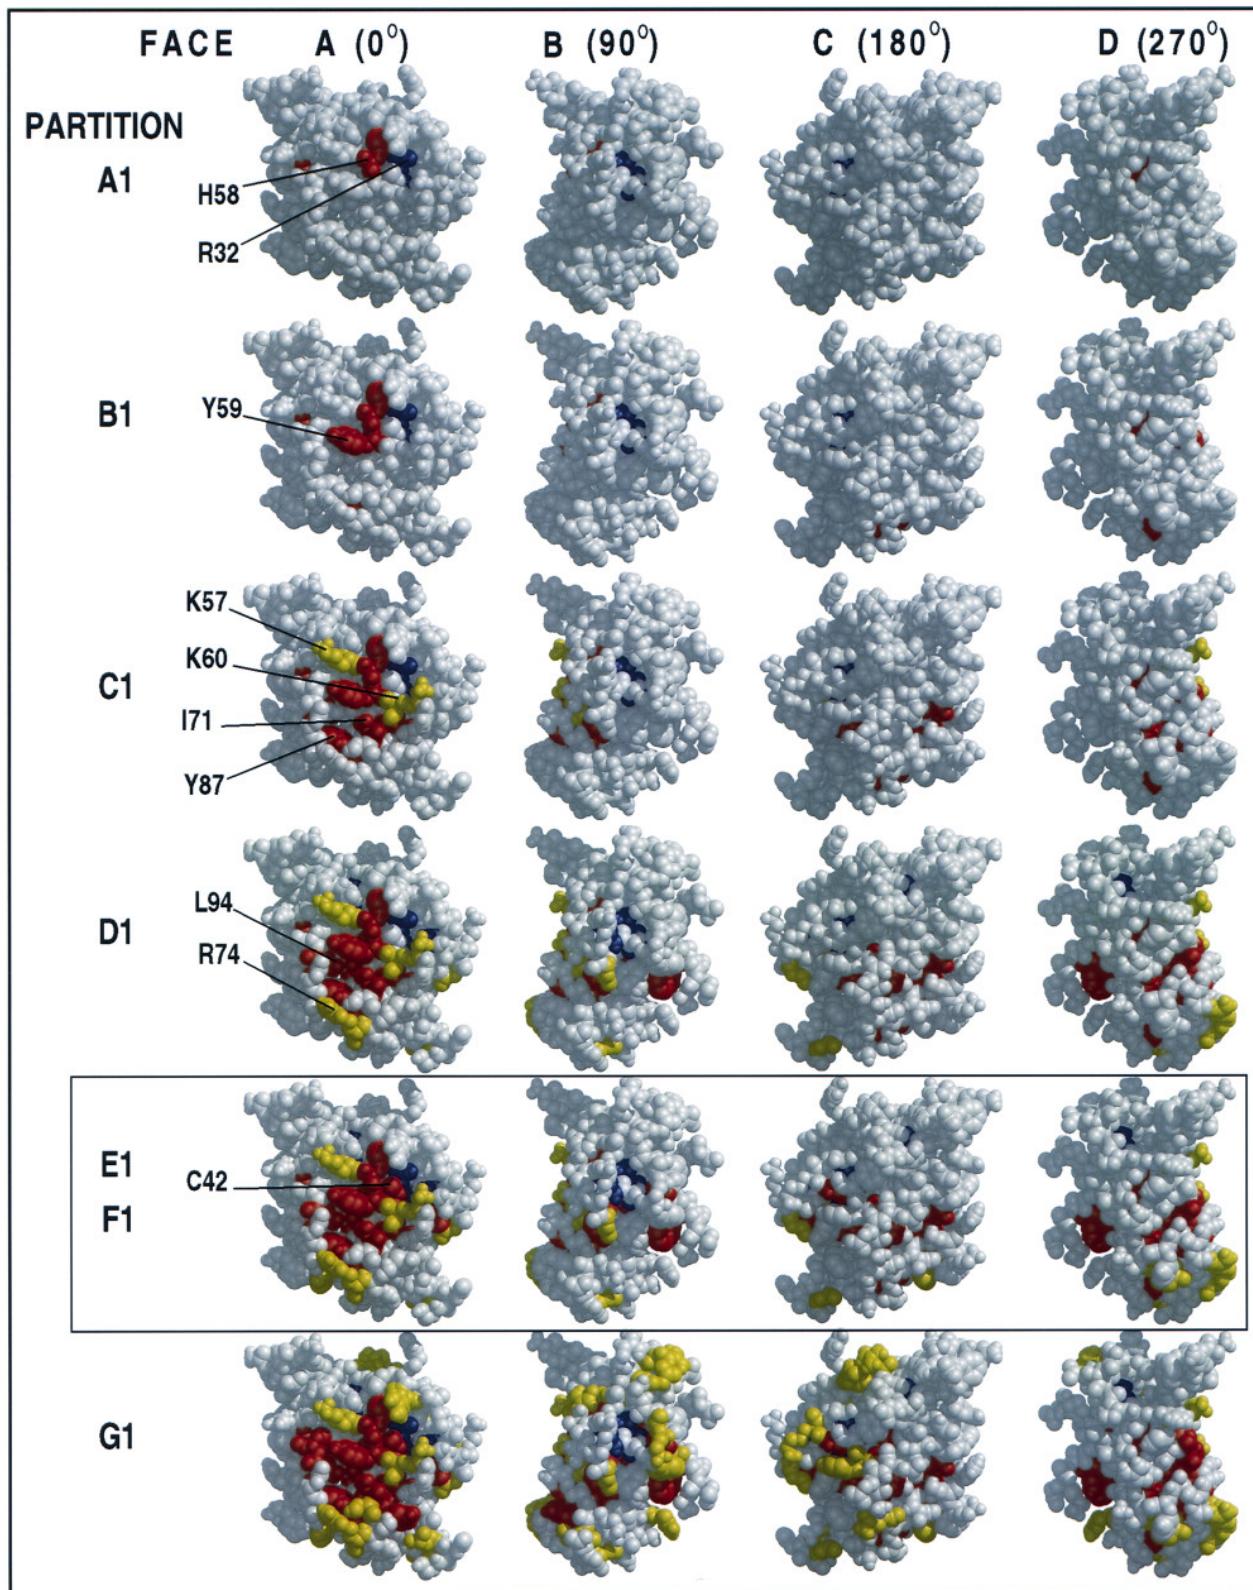 FACE A (0°) B (90°) C (180°) D (270°)
PARTITION
A1
H58
R32
B1
Y59
K57
K60
C1
I71
Y87
L94
D1
R74
E1
C42
F1
G1